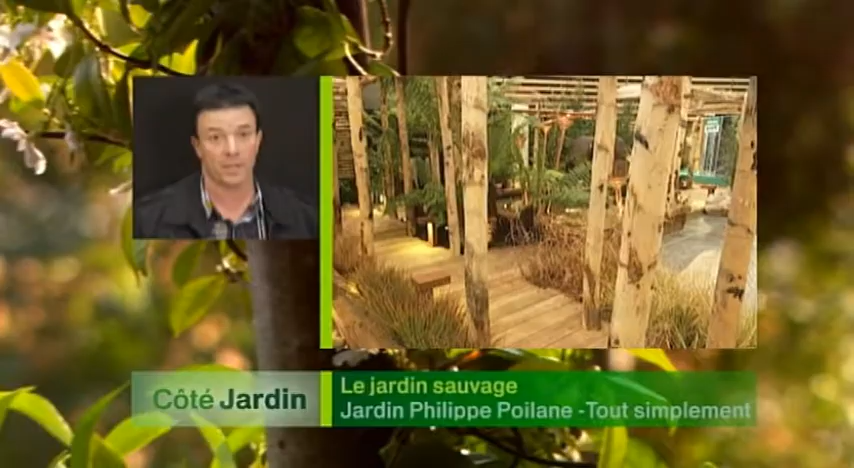 Côté Jardin
Le jardin sauvage
Jardin Philippe Poilane -Tout simplement